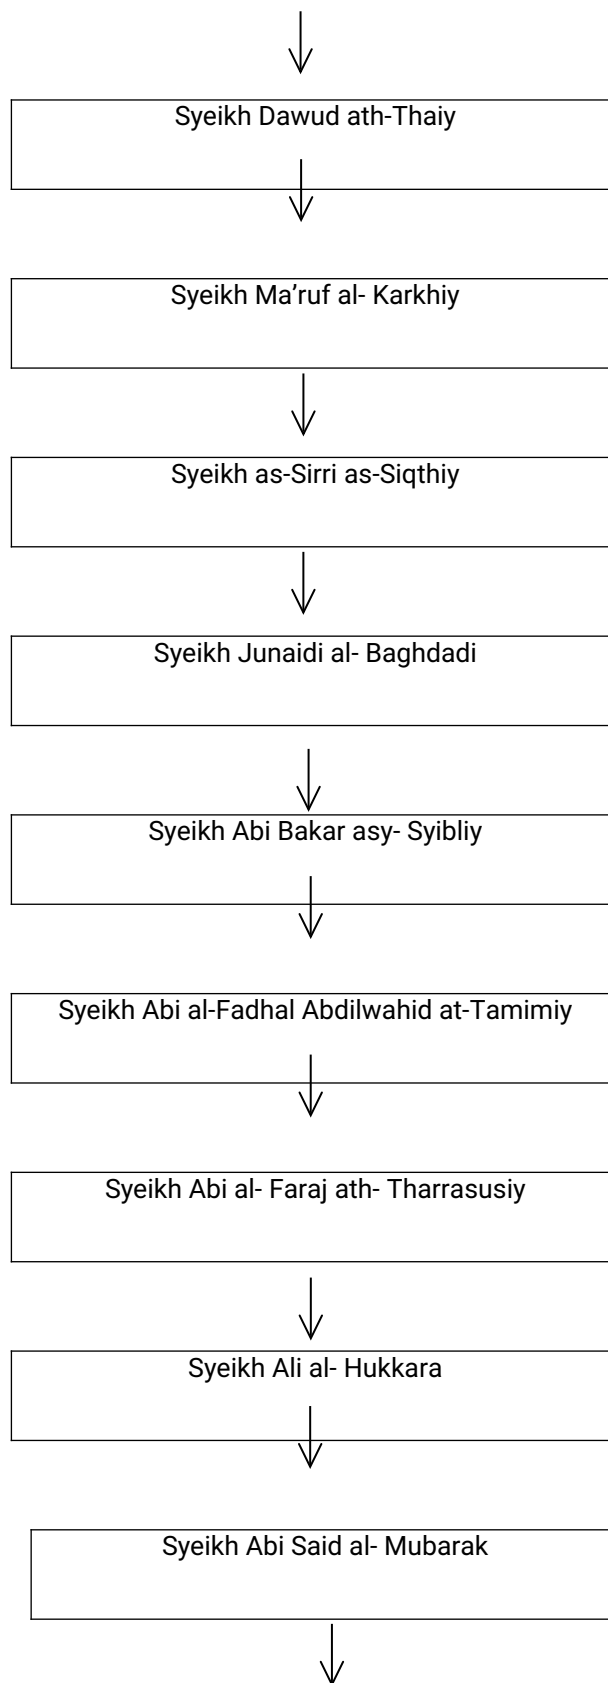 Syeikh Dawud ath-Thaiy
Syeikh Ma’ruf al- Karkhiy
Syeikh as-Sirri as-Siqthiy
Syeikh Junaidi al- Baghdadi
Syeikh Abi Bakar asy- Syibliy
Syeikh Abi al-Fadhal Abdilwahid at-Tamimiy
Syeikh Abi al- Faraj ath- Tharrasusiy
Syeikh Ali al- Hukkara
Syeikh Abi Said al- Mubarak